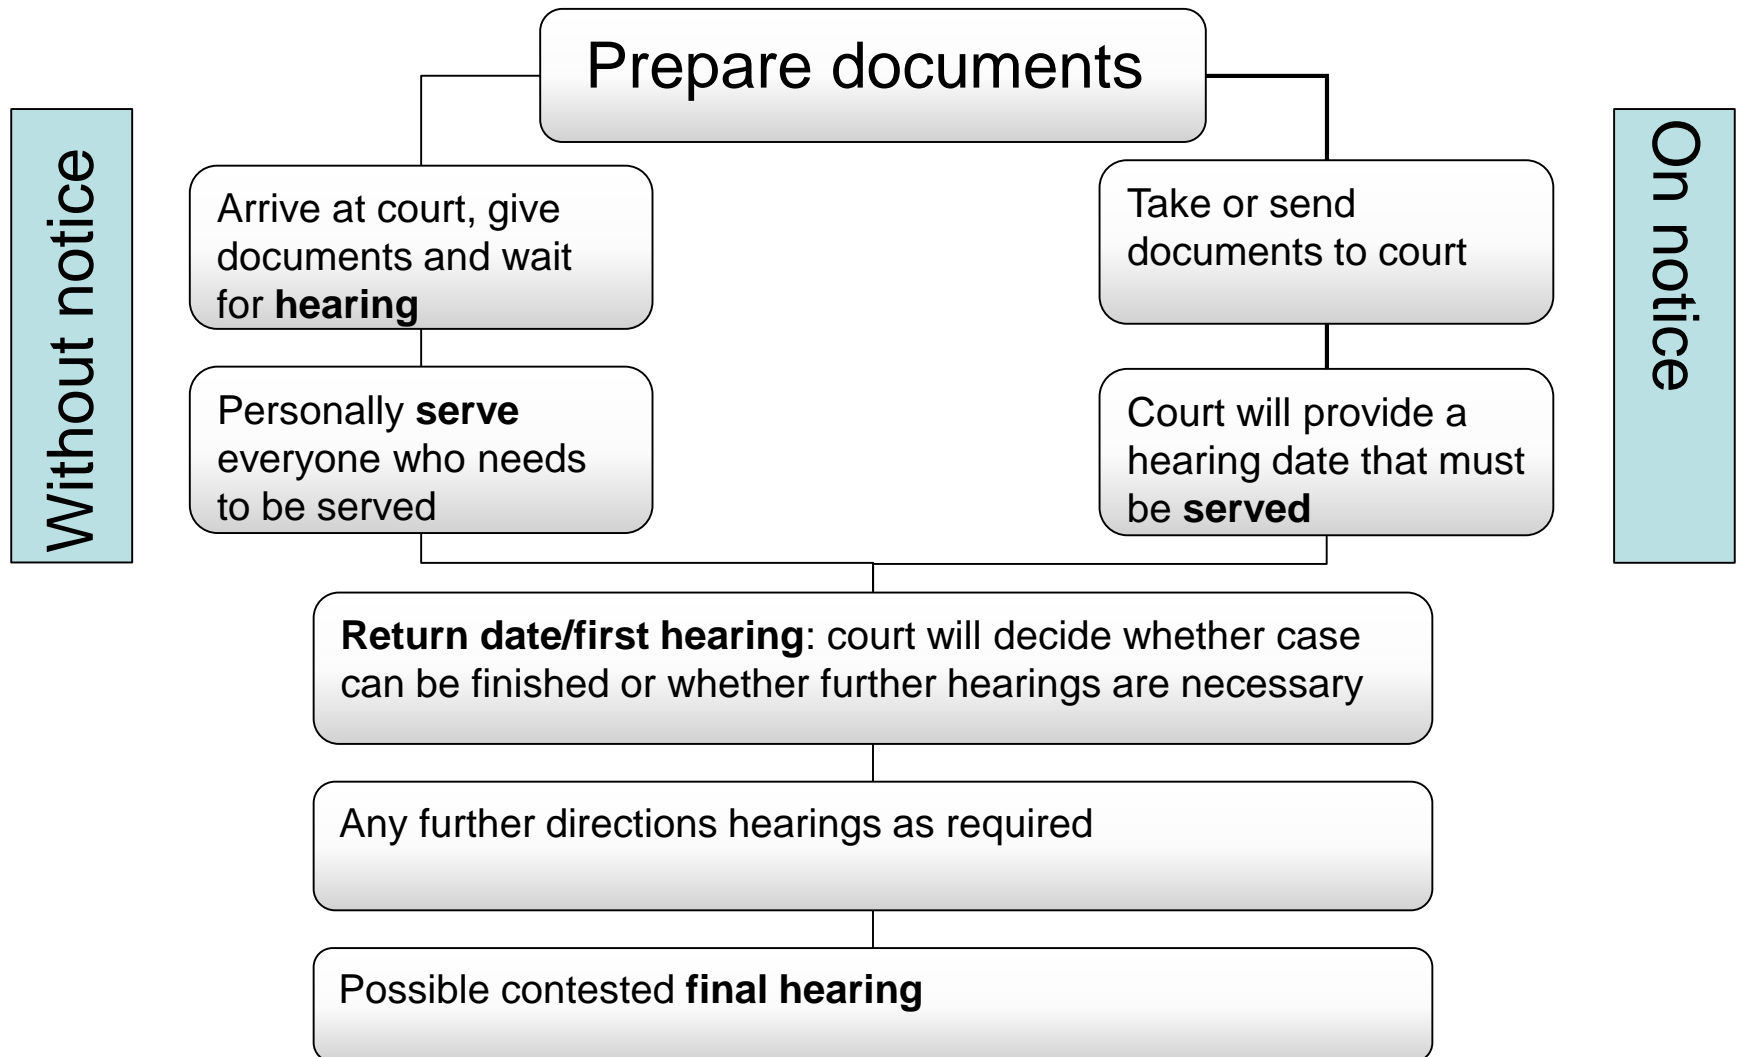 Prepare documents
Without notice
Arrive at court, give
documents and wait
for hearing
Personally serve
everyone who needs
to be served
On notice
Take or send
documents to court
Court will provide a
hearing date that must
be served
Return date/first hearing: court will decide whether case
can be finished or whether further hearings are necessary
Any further directions hearings as required
Possible contested final hearing